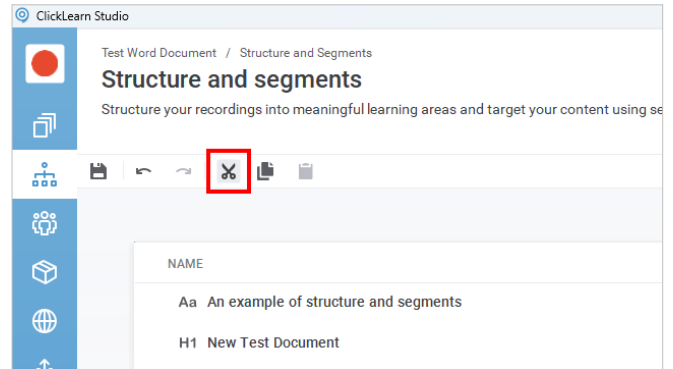 ClickLearn Studio
Test Word Document / Structure and Segments
Structure and segments
Structure your recordings into meaningful learning areas and target your content using se
NAME
Aa An example of structure and segments
H1 New Test Document